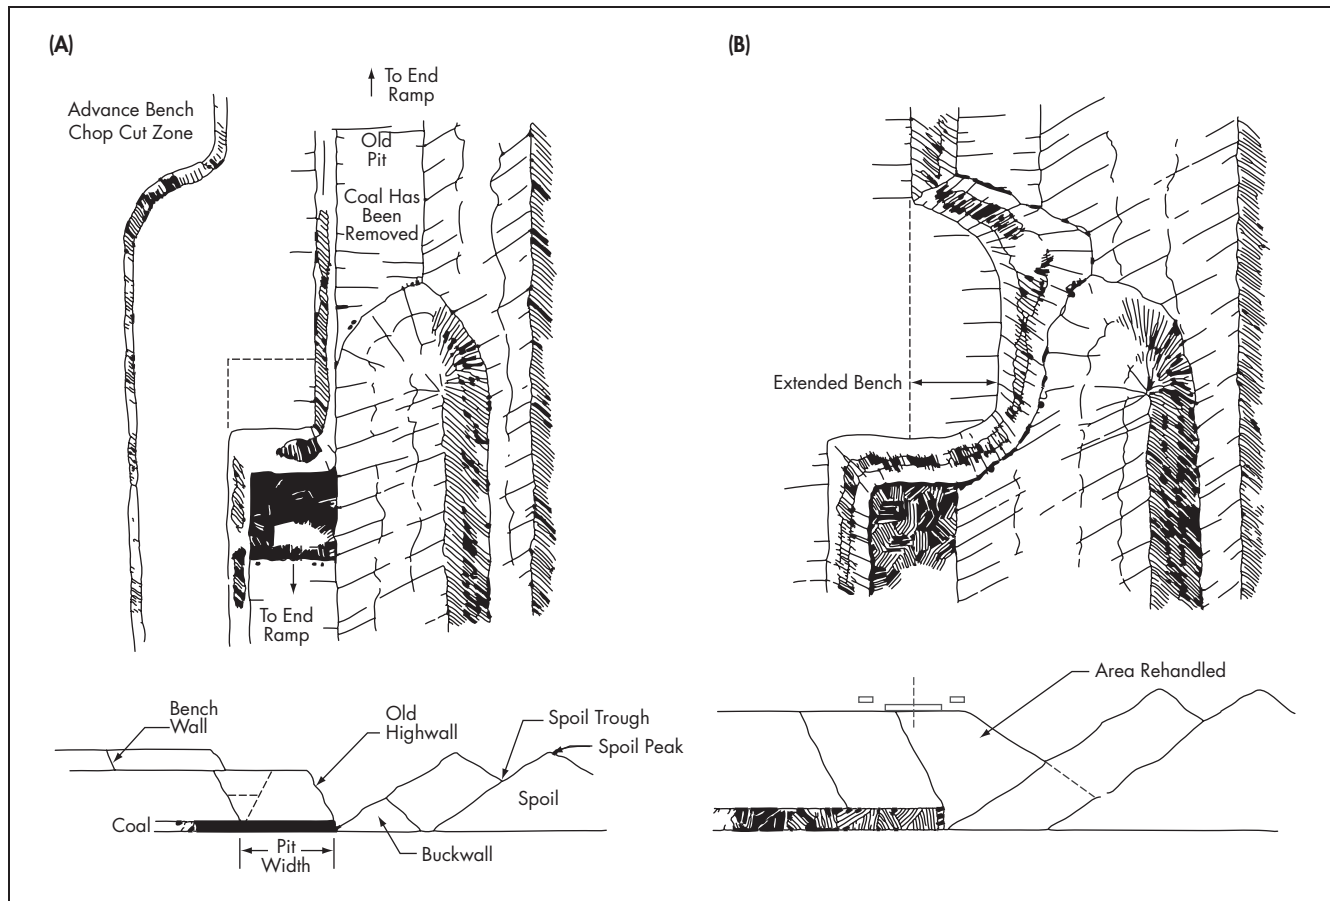 (A)
To End
Ramp
Advance Bench
Chop Cut Zone
Old
Pit
Coal Has
Been
Removed
To End
Ramp
Bench
Wall
Old
Highwall
Spoil Trough
Spoil Peak
Spoil
Coal
Pit
Width
Buckwall
(B)
Extended Bench
Area Rehandled